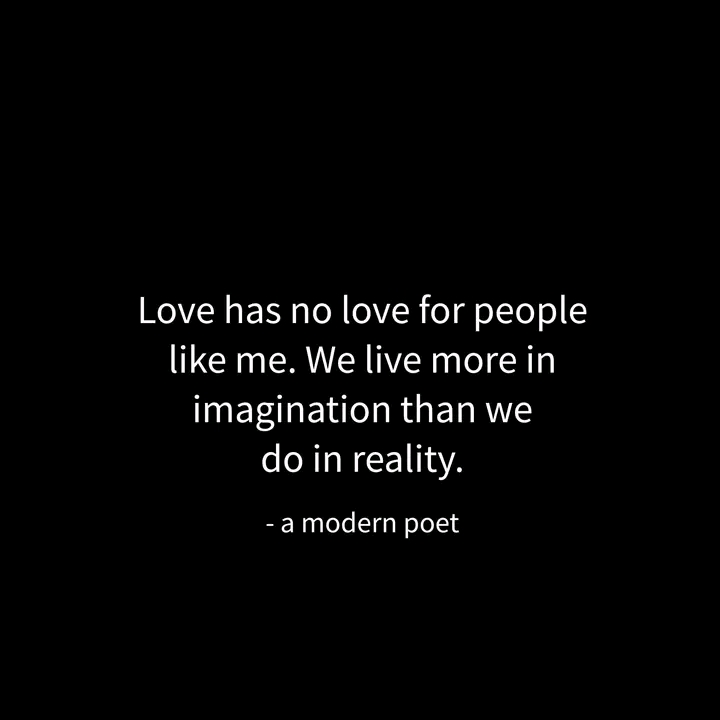 Love has no love for people
like me. We live more in
imagination than we
do in reality.
- a modern poet